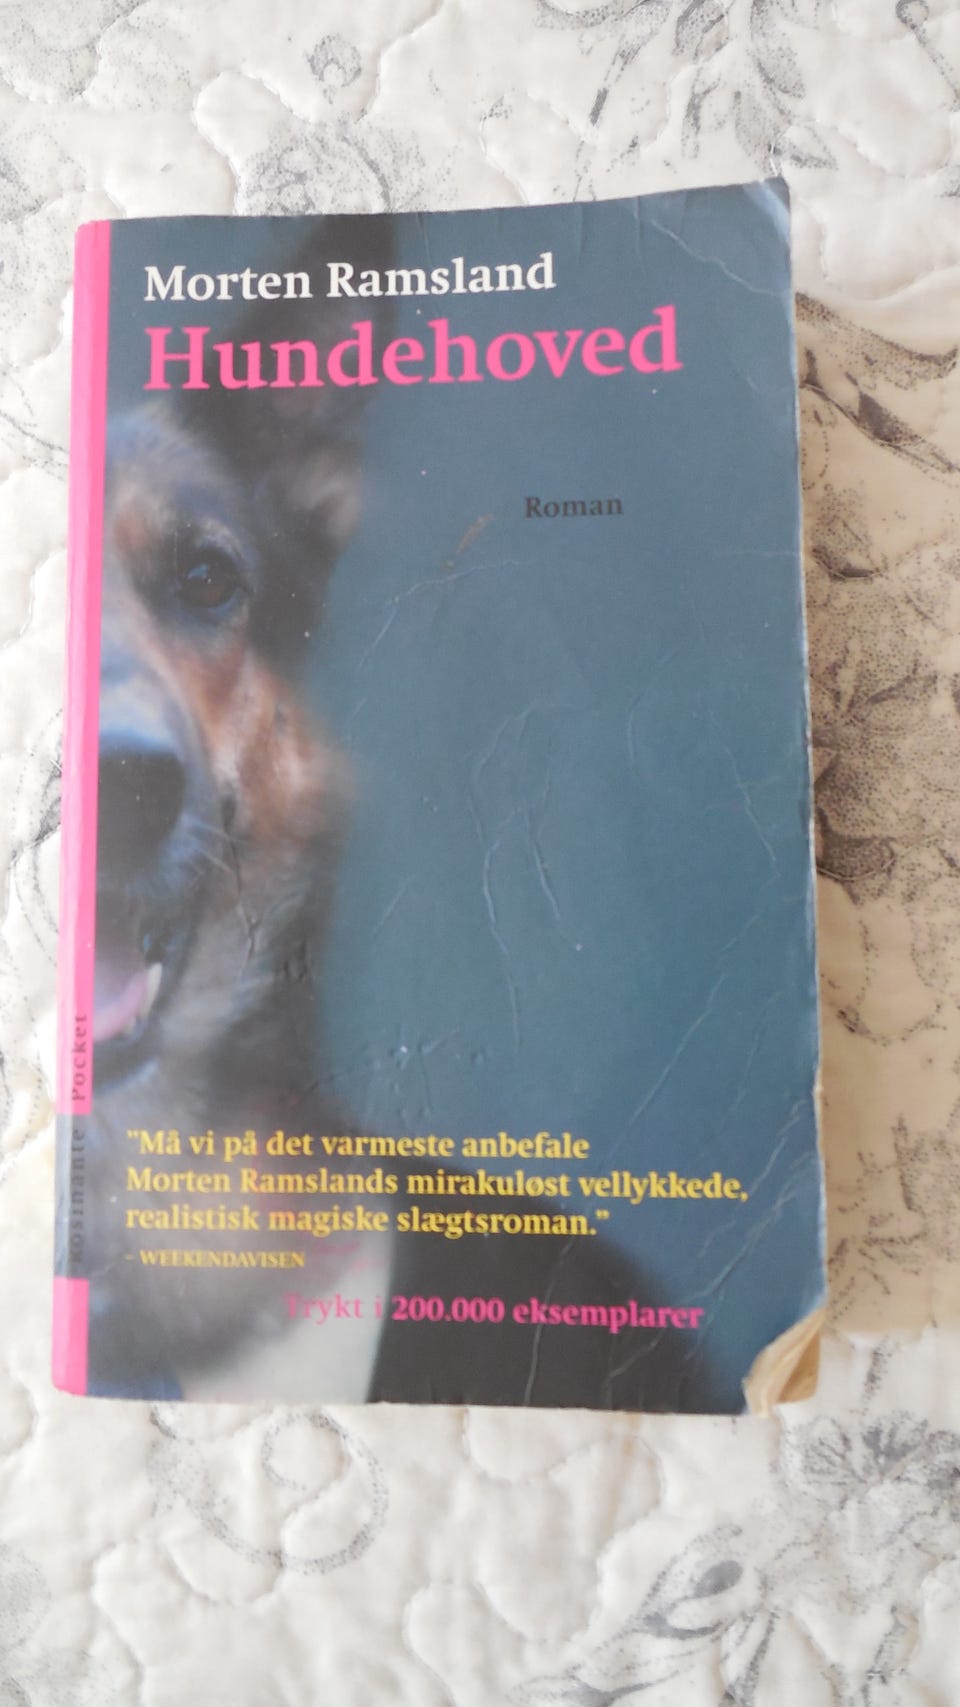 Morten Ramsland
Hundehoved
Roman
"Må vi på det varmeste anbefale
Morten Ramslands mirakuløst vellykkede,
realistisk magiske slægtsroman."
– WEEKENDAVISEN
Trykt i 200.000 eksemplarer
Rosinante Pocket